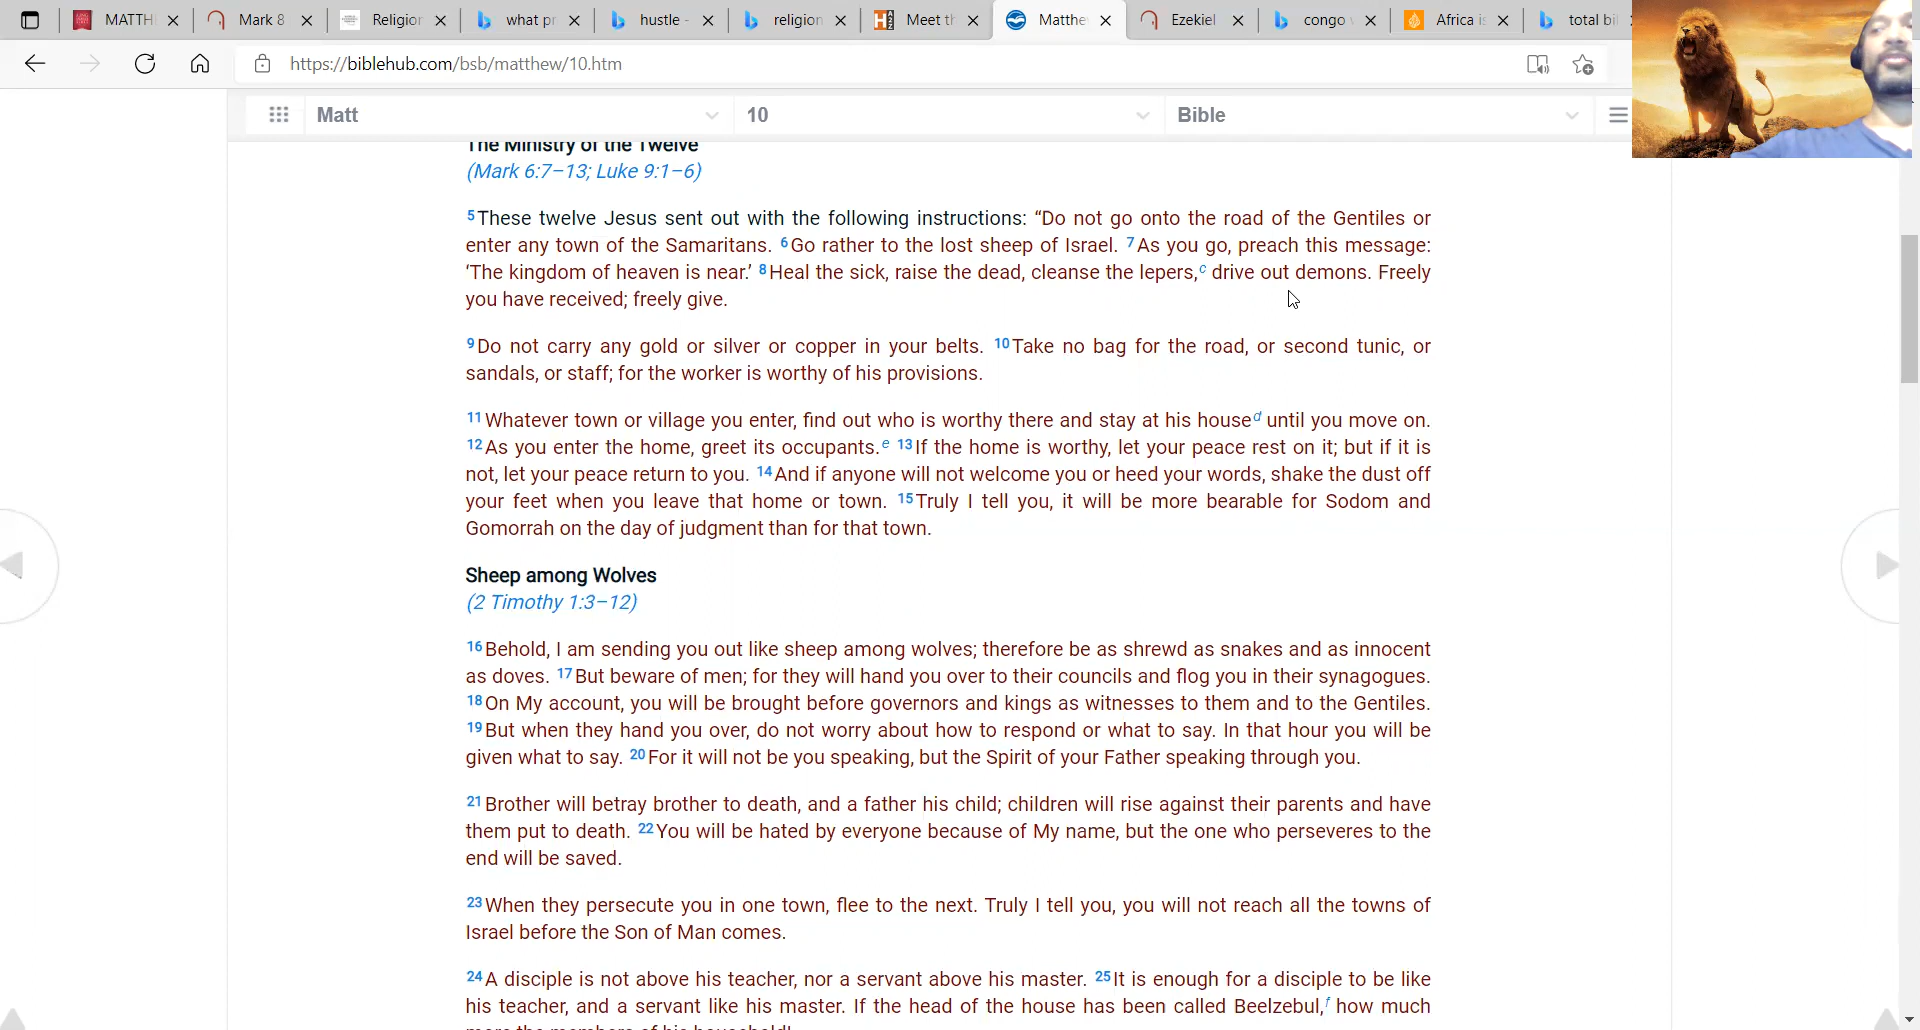 MATTH
Mark 8
Religion
what pr
hustle -
religion
Meet th
Matthe
Ezekiel
congo
Africa is
total bi
https://biblehub.com/bsb/matthew/10.htm
Matt
10
Bible
The Ministry of the Twelve
(Mark 6:7–13; Luke 9:1–6)
5These twelve Jesus sent out with the following instructions: “Do not go onto the road of the Gentiles or
enter any town of the Samaritans. 6Go rather to the lost sheep of Israel. 7As you go, preach this message:
‘The kingdom of heaven is near.’ 8Heal the sick, raise the dead, cleanse the lepers,c drive out demons. Freely
you have received; freely give.
9Do not carry any gold or silver or copper in your belts. 10Take no bag for the road, or second tunic, or
sandals, or staff; for the worker is worthy of his provisions.
11Whatever town or village you enter, find out who is worthy there and stay at his housed until you move on.
12As you enter the home, greet its occupants.e 13If the home is worthy, let your peace rest on it; but if it is
not, let your peace return to you. 14And if anyone will not welcome you or heed your words, shake the dust off
your feet when you leave that home or town. 15Truly I tell you, it will be more bearable for Sodom and
Gomorrah on the day of judgment than for that town.
Sheep among Wolves
(2 Timothy 1:3–12)
16Behold, I am sending you out like sheep among wolves; therefore be as shrewd as snakes and as innocent
as doves. 17But beware of men; for they will hand you over to their councils and flog you in their synagogues.
18On My account, you will be brought before governors and kings as witnesses to them and to the Gentiles.
19But when they hand you over, do not worry about how to respond or what to say. In that hour you will be
given what to say. 20For it will not be you speaking, but the Spirit of your Father speaking through you.
21Brother will betray brother to death, and a father his child; children will rise against their parents and have
them put to death. 22You will be hated by everyone because of My name, but the one who perseveres to the
end will be saved.
23When they persecute you in one town, flee to the next. Truly I tell you, you will not reach all the towns of
Israel before the Son of Man comes.
24A disciple is not above his teacher, nor a servant above his master. 25It is enough for a disciple to be like
his teacher, and a servant like his master. If the head of the house has been called Beelzebul,f how much
more the members of his household!